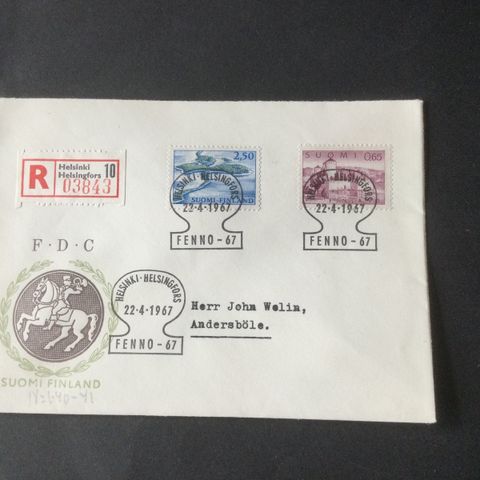 R
Helsinki
Helsingfors
10
03843
2,50
SUOMI-FINLAND
SUOMI 0,65
HELSINKI-HELSINGFORS
22-4-1967
FENNO-67
HELSINKI-HELSINGFORS
22-4-1967
FENNO-67
F·D·C
HELSINKI-HELSINGFORS
22-4-1967
FENNO-67
Herr John Welin,
Andersböle.
SUOMI FINLAND